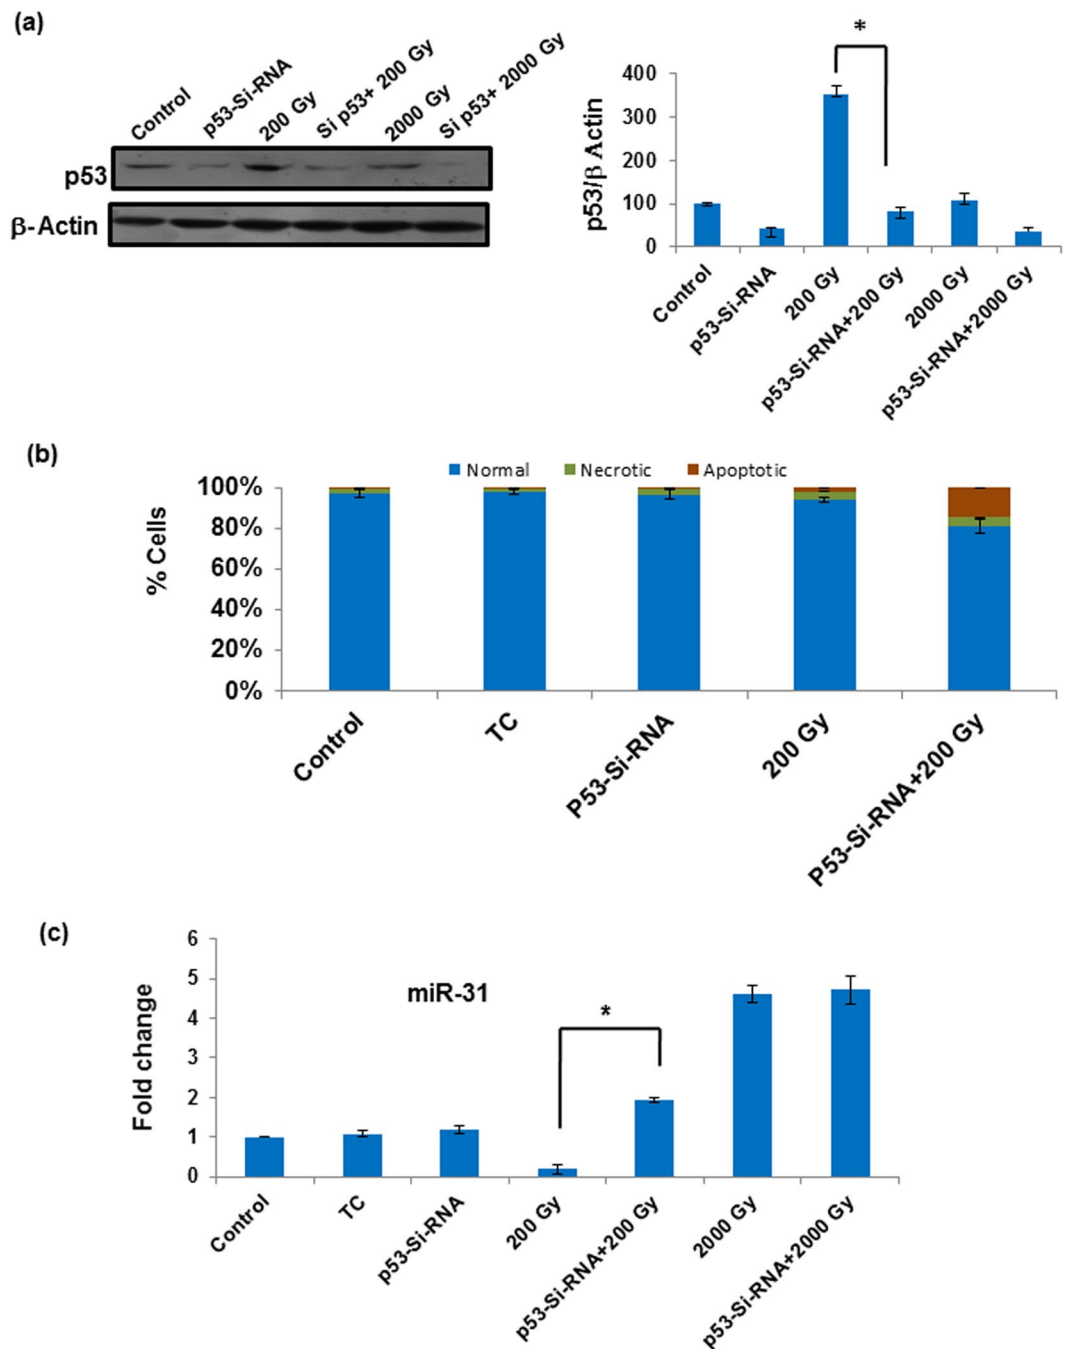 (a)
Control
p53-Si-RNA
200 Gy
Si p53+ 200 Gy
2000 Gy
Si p53+ 2000 Gy
p53
β-Actin
*
p53/β Actin
400
300
200
100
0
Control
p53-Si-RNA
200 Gy
p53-Si-RNA+200 Gy
2000 Gy
p53-Si-RNA+2000 Gy
(b)
Normal Necrotic Apoptotic
% Cells
100%
80%
60%
40%
20%
0%
Control
TC
P53-Si-RNA
200 Gy
P53-Si-RNA+200 Gy
(c)
miR-31
*
Fold change
6
5
4
3
2
1
0
Control
TC
p53-Si-RNA
200 Gy
p53-Si-RNA+200 Gy
2000 Gy
p53-Si-RNA+2000 Gy